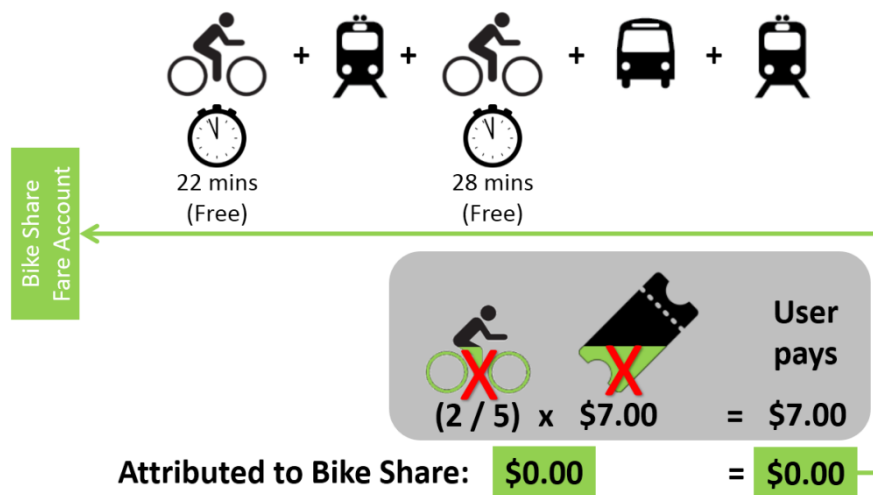 + + + +
22 mins
(Free)
28 mins
(Free)
Bike Share
Fare Account
User
pays
X X
(2 / 5) x $7.00 = $7.00
Attributed to Bike Share: $0.00 = $0.00